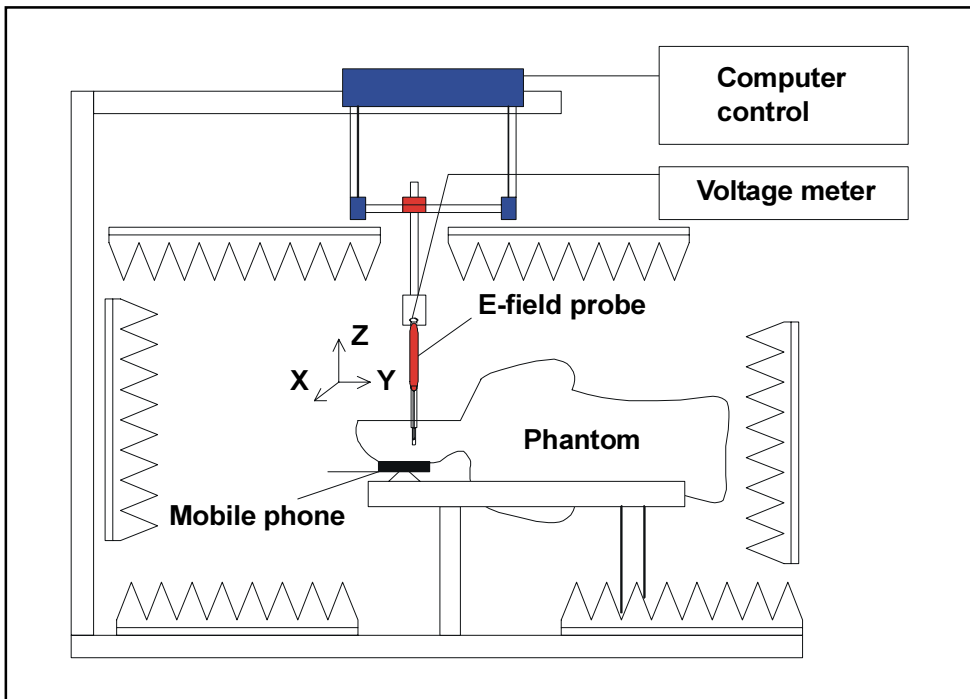 Computer
control
Voltage meter
E-field probe
Z
X
Y
Phantom
Mobile phone